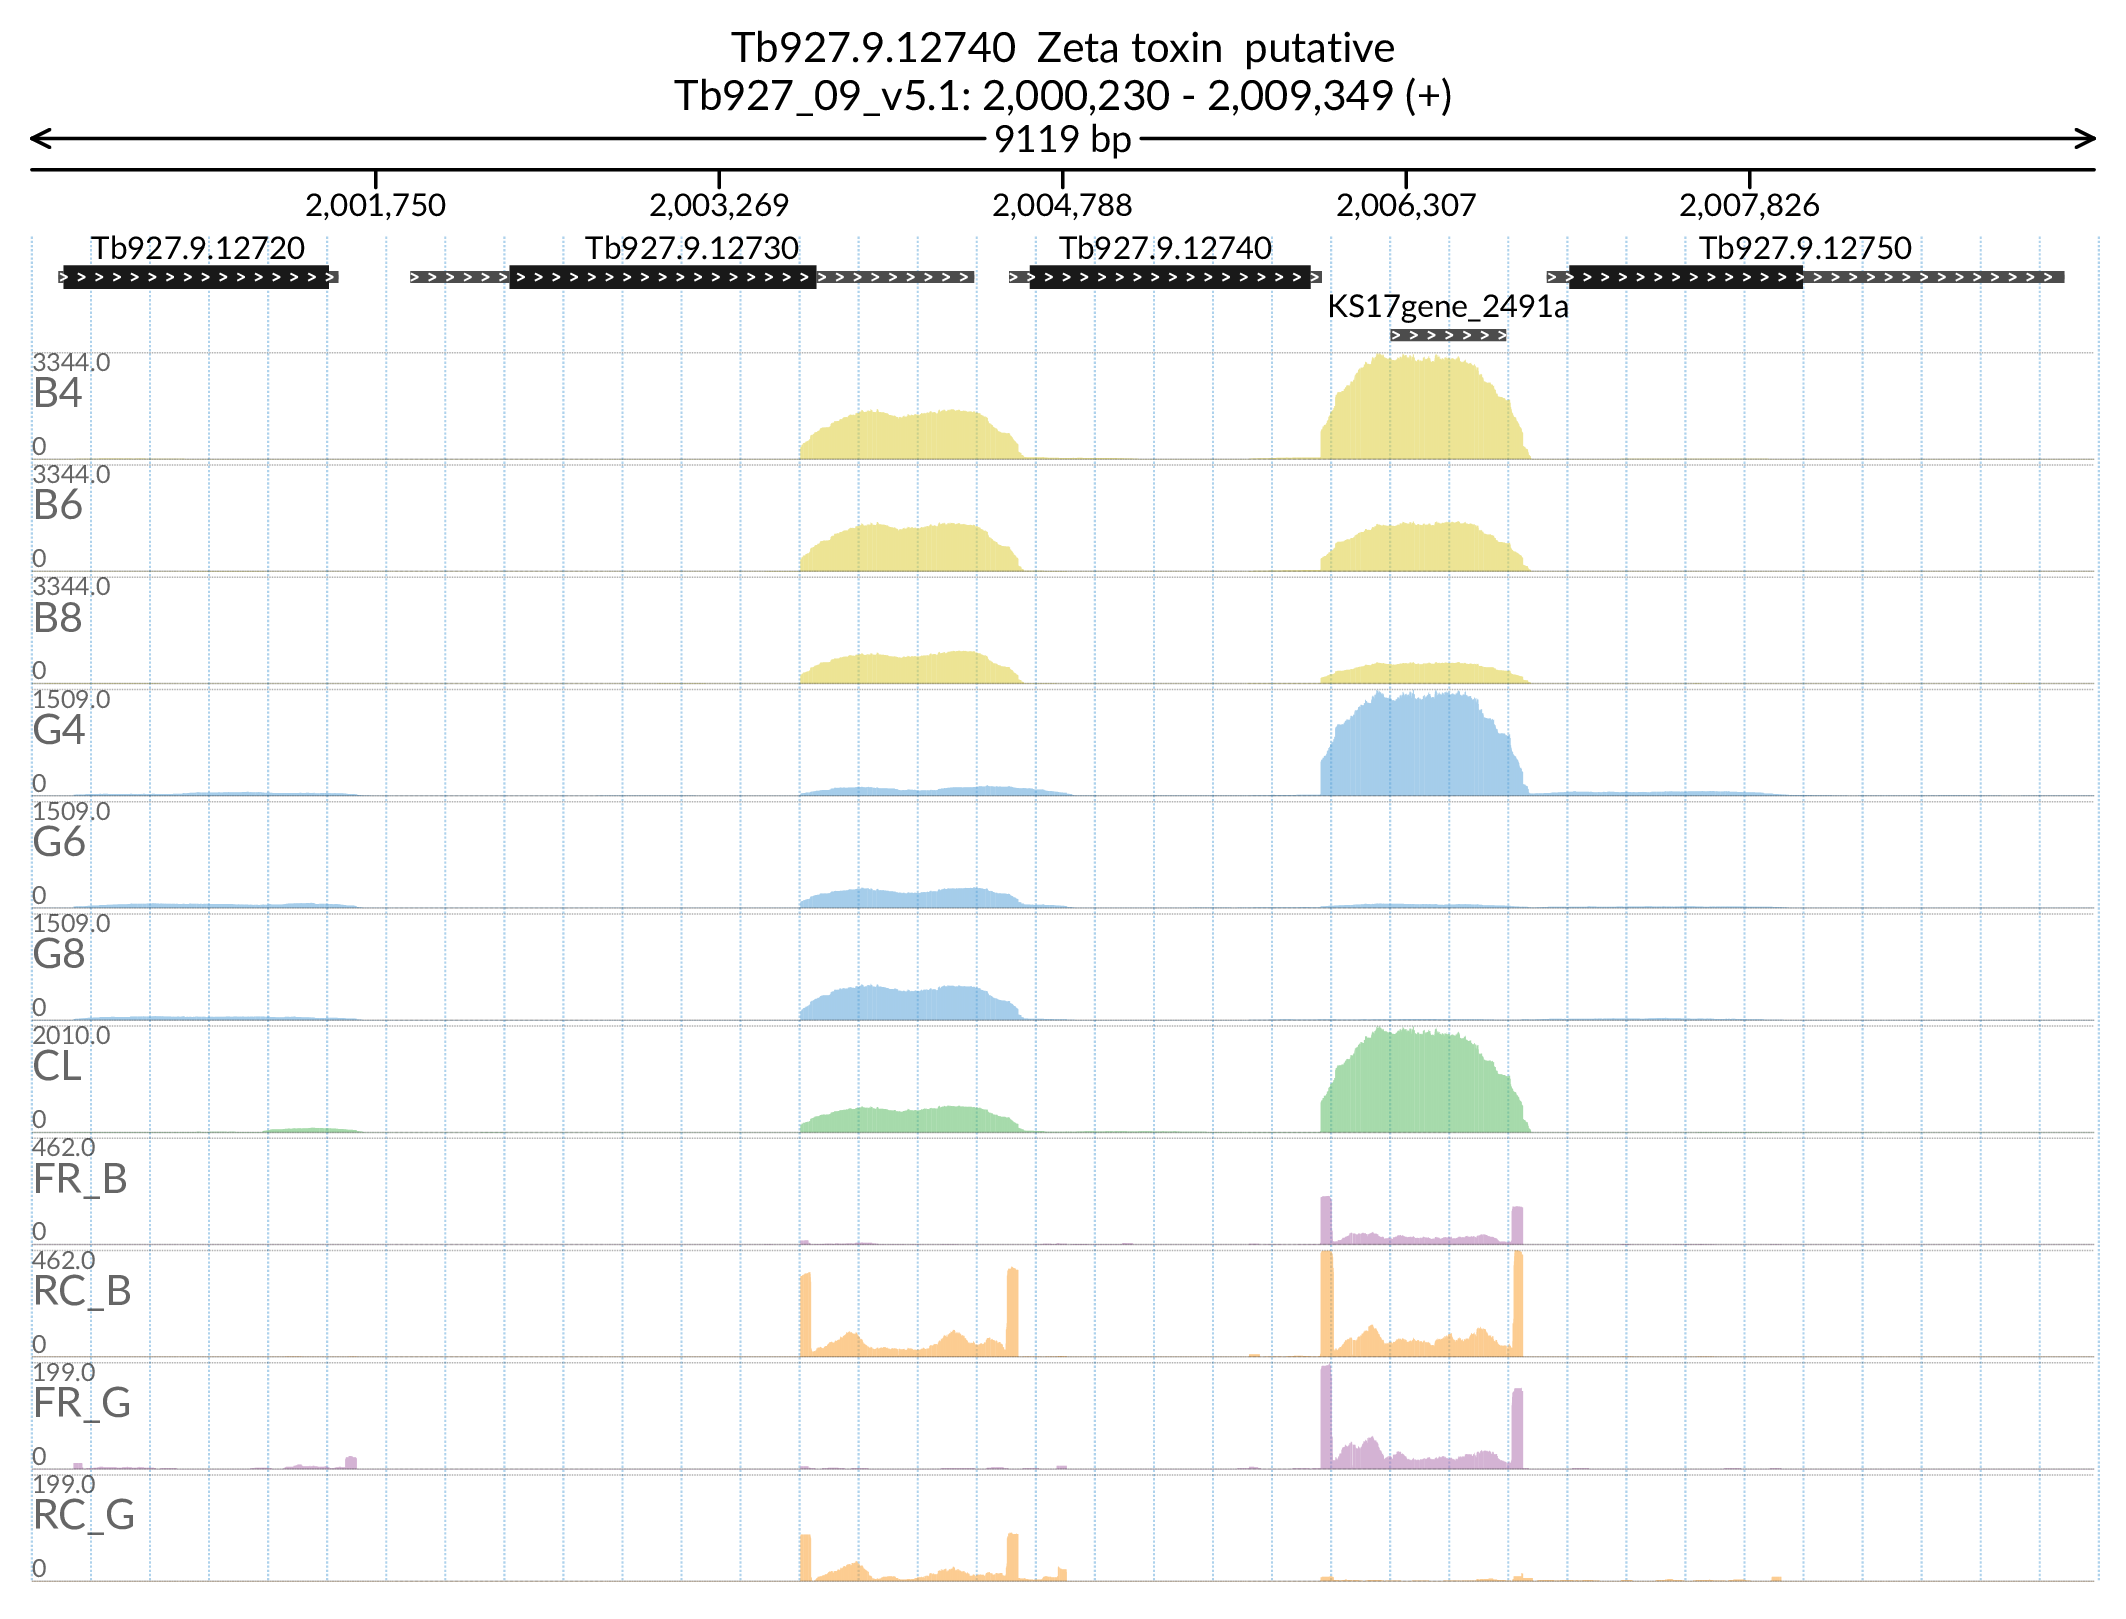 Tb927.9.12740  Zeta toxin  putative
Tb927_09_v5.1: 2,000,230 - 2,009,349 (+)
9119 bp
2,001,750 2,003,269 2,004,788 2,006,307 2,007,826
Tb927.9.12720 Tb927.9.12730 Tb927.9.12740 Tb927.9.12750
KS17gene_2491a
3344.0
B4
0
3344.0
B6
0
3344.0
B8
0
1509.0
G4
0
1509.0
G6
0
1509.0
G8
0
2010.0
CL
0
462.0
FR_B
0
462.0
RC_B
0
199.0
FR_G
0
199.0
RC_G
0